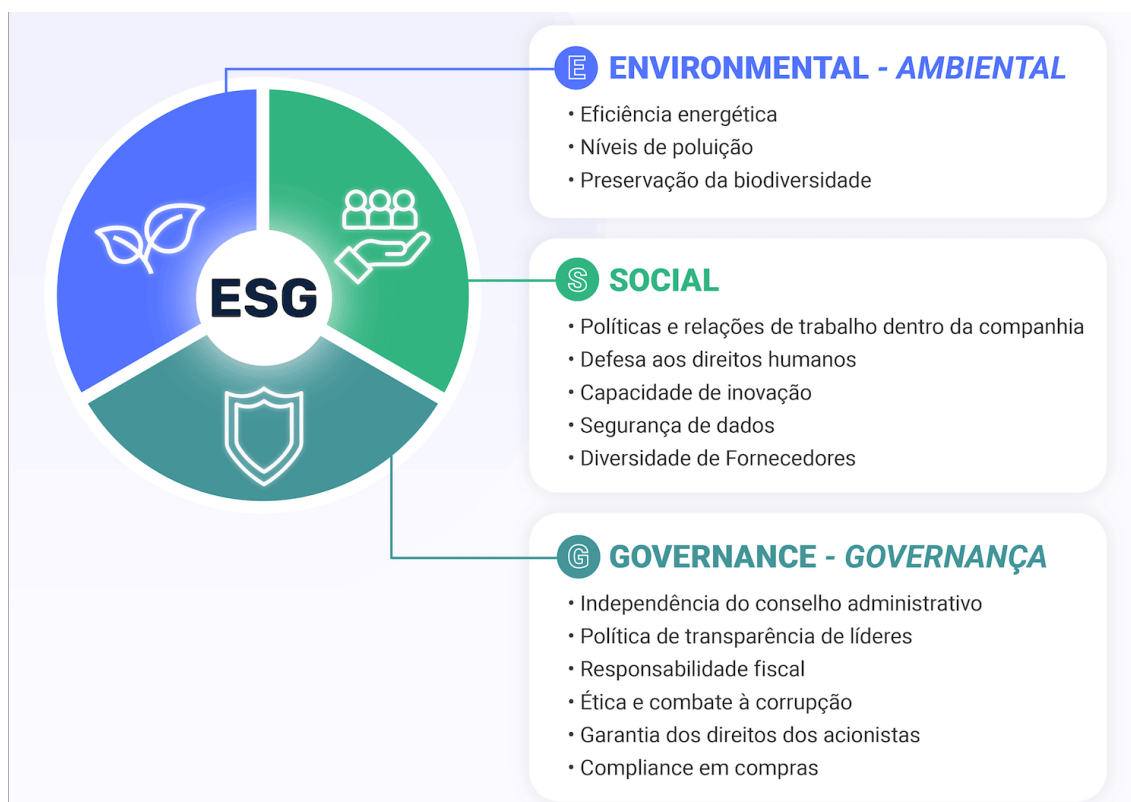 ESG
E ENVIRONMENTAL - AMBIENTAL
• Eficiência energética
• Níveis de poluição
• Preservação da biodiversidade
S SOCIAL
• Políticas e relações de trabalho dentro da companhia
• Defesa aos direitos humanos
• Capacidade de inovação
• Segurança de dados
• Diversidade de Fornecedores
G GOVERNANCE - GOVERNANÇA
• Independência do conselho administrativo
• Política de transparência de líderes
• Responsabilidade fiscal
• Ética e combate à corrupção
• Garantia dos direitos dos acionistas
• Compliance em compras